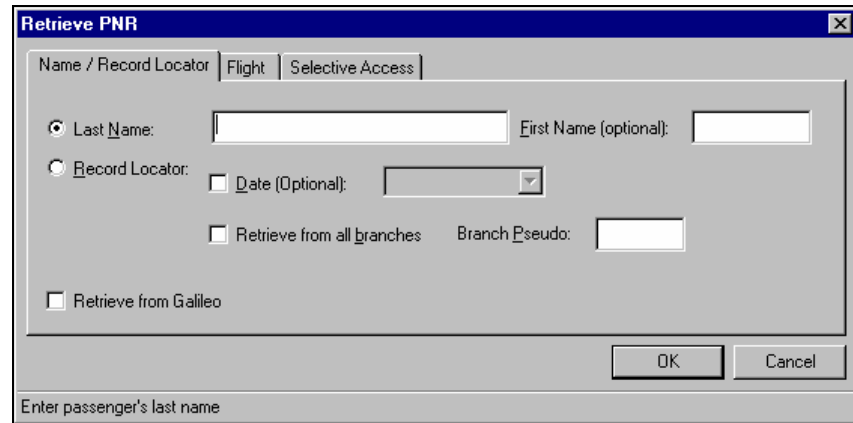 Retrieve PNR
Name / Record Locator Flight Selective Access
Last Name: First Name (optional):
Record Locator:
Date (Optional):
Retrieve from all branches Branch Pseudo:
Retrieve from Galileo
OK Cancel
Enter passenger's last name